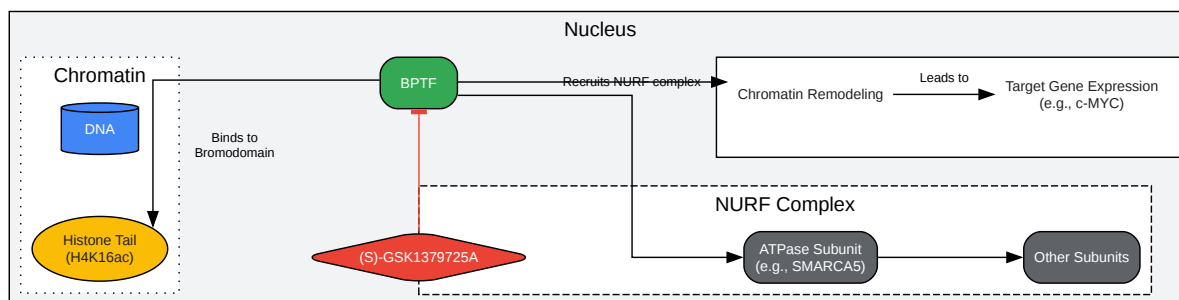 Nucleus
Chromatin
DNA
Histone Tail
(H4K16ac)
Binds to
Bromodomain
BPTF
Recruits NURF complex
Chromatin Remodeling
Leads to
Target Gene Expression
(e.g., c-MYC)
(S)-GSK1379725A
NURF Complex
ATPase Subunit
(e.g., SMARCA5)
Other Subunits